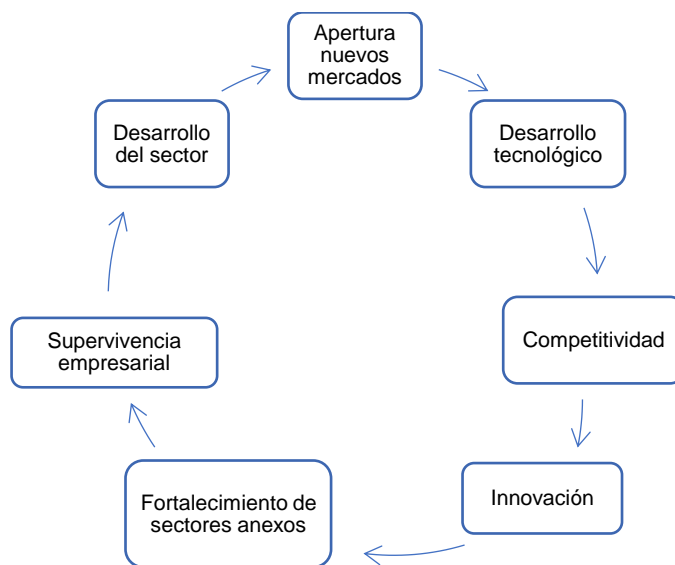 Apertura
nuevos
mercados
Desarrollo
tecnológico
Competitividad
Innovación
Fortalecimiento de
sectores anexos
Supervivencia
empresarial
Desarrollo
del sector